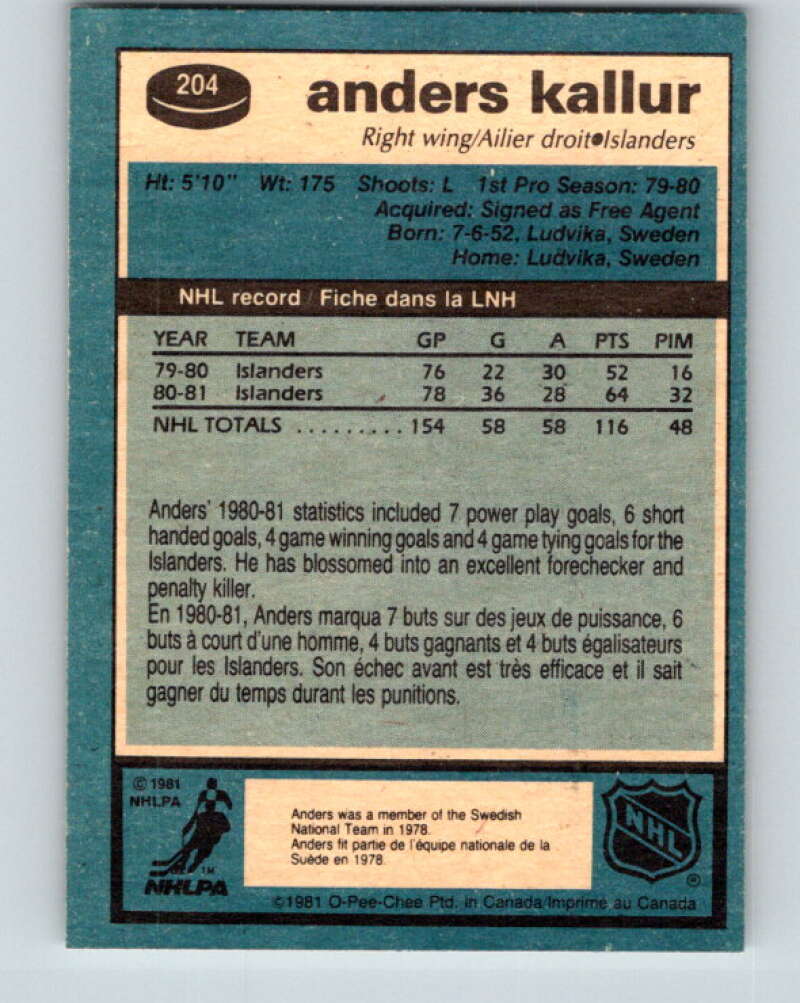 204
anders kallur
Right wing/Ailier droit•Islanders
Ht: 5'10" Wt: 175 Shoots: L 1st Pro Season: 79-80
Acquired: Signed as Free Agent
Born: 7-6-52, Ludvika, Sweden
Home: Ludvika, Sweden
NHL record / Fiche dans la LNH
YEAR TEAM GP G A PTS PIM
79-80 Islanders 76 22 30 52 16
80-81 Islanders 78 36 28 64 32
NHL TOTALS ......... 154 58 58 116 48
Anders' 1980-81 statistics included 7 power play goals, 6 short
handed goals, 4 game winning goals and 4 game tying goals for the
Islanders. He has blossomed into an excellent forechecker and
penalty killer.
En 1980-81, Anders marqua 7 buts sur des jeux de puissance, 6
buts à court d'une homme, 4 buts gagnants et 4 buts égalisateurs
pour les Islanders. Son échec avant est très efficace et il sait
gagner du temps durant les punitions.
© 1981
NHLPA
TM
NHLPA
Anders was a member of the Swedish
National Team in 1978.
Anders fit partie de l'équipe nationale de la
Suède en 1978.
NHL
®
©1981 O-Pee-Chee Ptd. in Canada/Imprimé au Canada